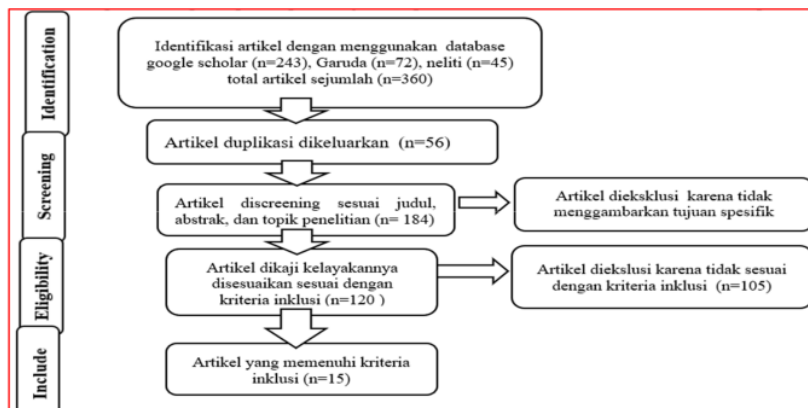 Identification
Identifikasi artikel dengan menggunakan database
google scholar (n=243), Garuda (n=72), neliti (n=45)
total artikel sejumlah (n=360)
Artikel duplikasi dikeluarkan (n=56)
Screening
Artikel discreening sesuai judul,
abstrak, dan topik penelitian (n= 184)
Artikel dieksklusi karena tidak
menggambarkan tujuan spesifik
Eligibility
Artikel dikaji kelayakannya
disesuaikan sesuai dengan
kriteria inklusi (n=120 )
Artikel diekslusi karena tidak sesuai
dengan kriteria inklusi (n=105)
Include
Artikel yang memenuhi kriteria
inklusi (n=15)